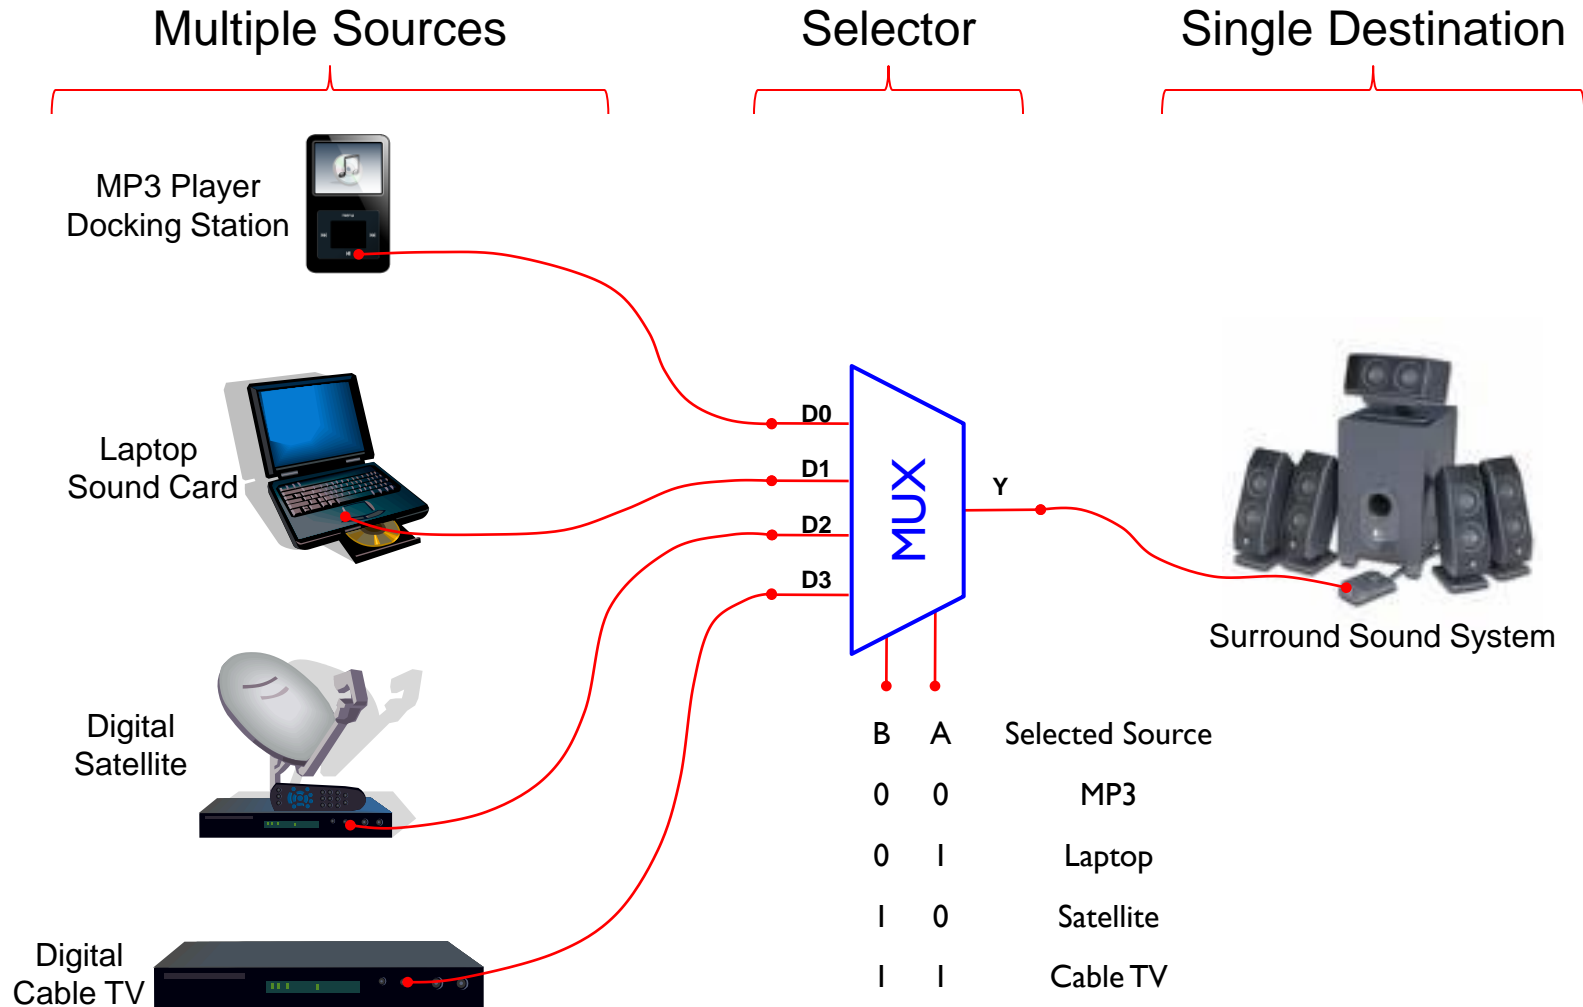 Multiple Sources
Selector
Single Destination
MP3 Player
Docking Station
Laptop
Sound Card
Digital
Satellite
Digital
Cable TV
D0
D1
D2
D3
MUX
Y
Surround Sound System
B A Selected Source
0 0 MP3
0 1 Laptop
1 0 Satellite
1 1 Cable TV